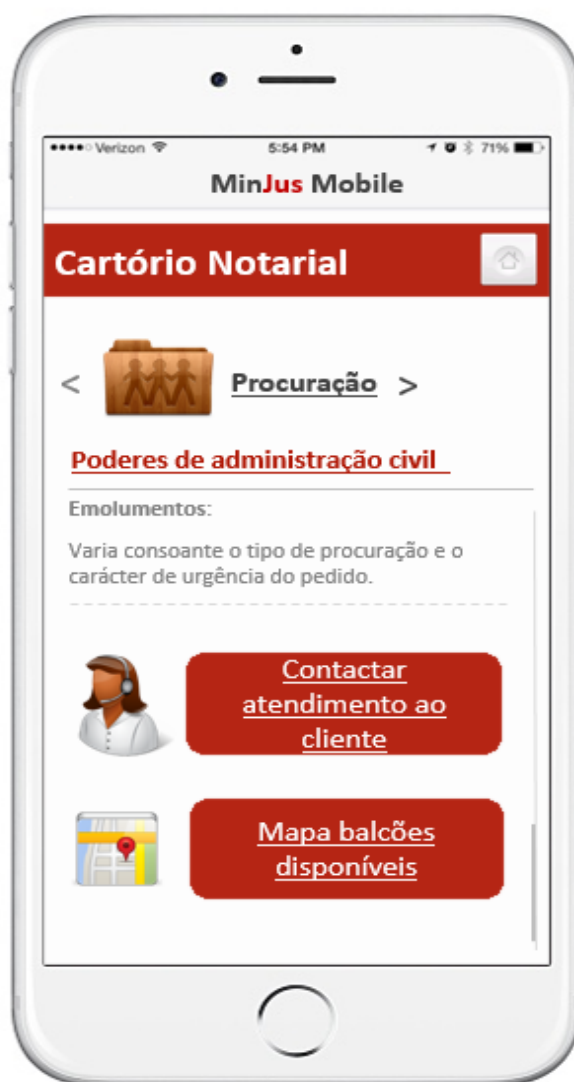 Verizon 5:54 PM 71%
MinJus Mobile
Cartório Notarial
< Procuração >
Poderes de administração civil
Emolumentos:
Varia consoante o tipo de procuração e o
carácter de urgência do pedido.
Contactar
atendimento ao
cliente
Mapa balcões
disponíveis